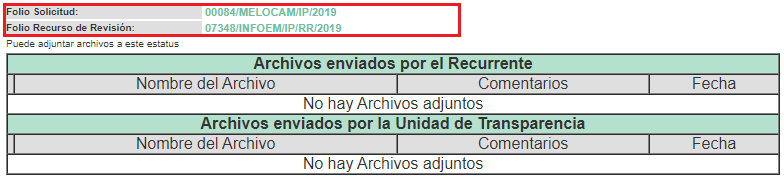 Folio Solicitud: 00084/MELOCAM/IP/2019
Folio Recurso de Revisión: 07348/INFOEM/IP/RR/2019
Puede adjuntar archivos a este estatus
Archivos enviados por el Recurrente
Nombre del Archivo Comentarios Fecha
No hay Archivos adjuntos
Archivos enviados por la Unidad de Transparencia
Nombre del Archivo Comentarios Fecha
No hay Archivos adjuntos